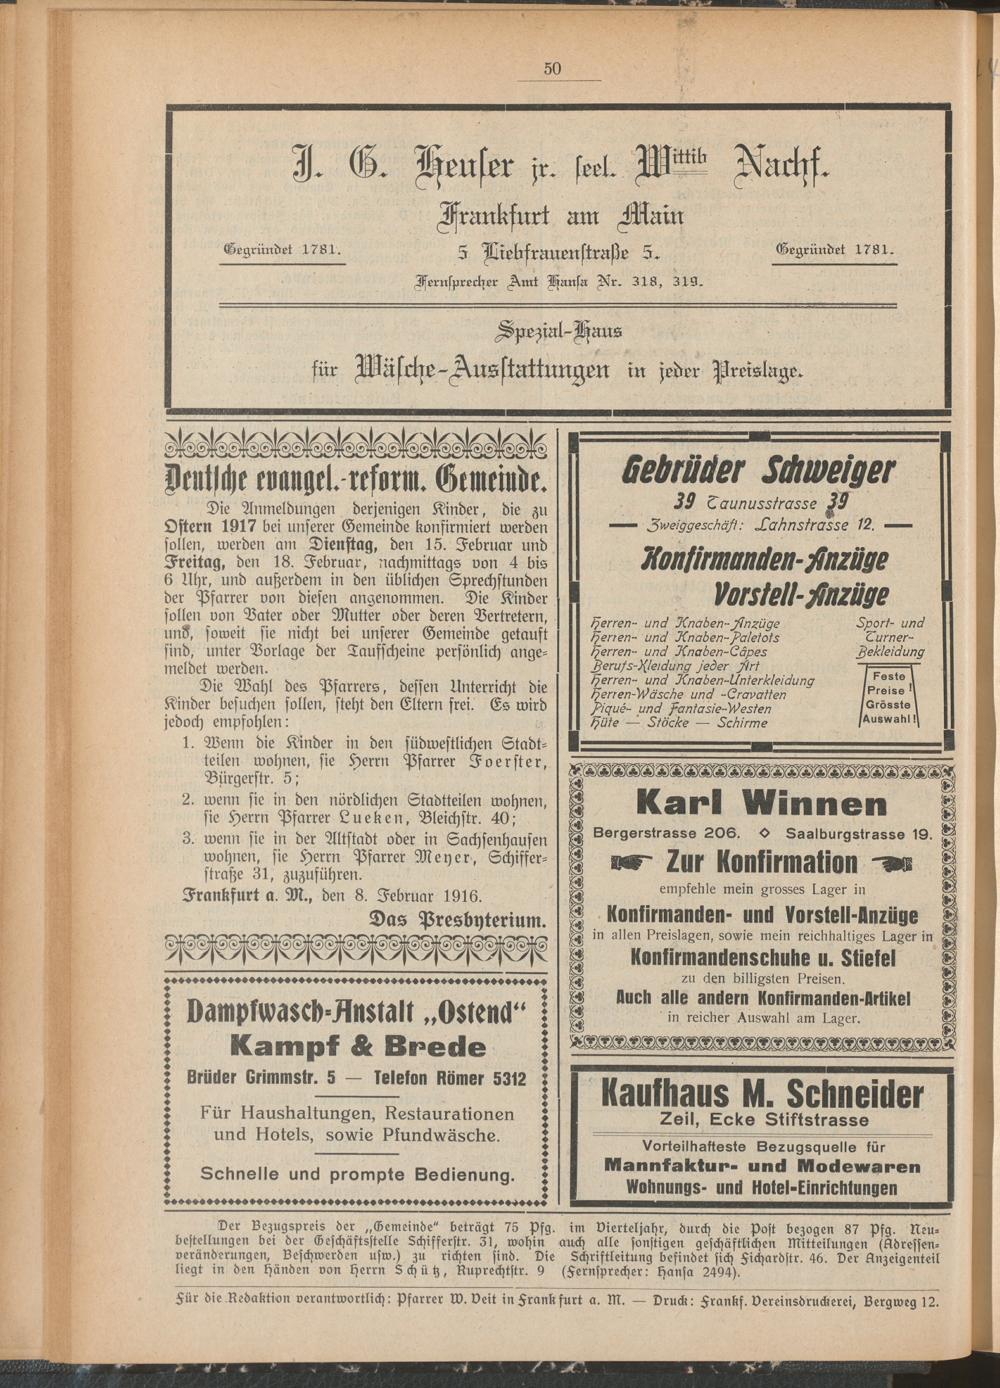 50
J. G. Heuser jr. seel. Wittib Nachf.
Frankfurt am Main
Gegründet 1781.
5 Liebfrauenstraße 5.
Gegründet 1781.
Fernsprecher Amt Hansa Nr. 318, 319.
Spezial-Haus
für Wäsche-Ausstattungen in jeder Preislage.
Deutsche evangel.-reform. Gemeinde.
Die Anmeldungen derjenigen Kinder, die zu
Ostern 1917 bei unserer Gemeinde konfirmiert werden
sollen, werden am Dienstag, den 15. Februar und
Freitag, den 18. Februar, nachmittags von 4 bis
6 Uhr, und außerdem in den üblichen Sprechstunden
der Pfarrer von diesen angenommen. Die Kinder
sollen von Vater oder Mutter oder deren Vertretern,
und, soweit sie nicht bei unserer Gemeinde getauft
sind, unter Vorlage der Taufscheine persönlich ange-
meldet werden.
Die Wahl des Pfarrers, dessen Unterricht die
Kinder besuchen sollen, steht den Eltern frei. Es wird
jedoch empfohlen:
1. Wenn die Kinder in den südwestlichen Stadt-
teilen wohnen, sie Herrn Pfarrer Foerster,
Bürgerstr. 5;
2. wenn sie in den nördlichen Stadtteilen wohnen,
sie Herrn Pfarrer Lueken, Bleichstr. 40;
3. wenn sie in der Altstadt oder in Sachsenhausen
wohnen, sie Herrn Pfarrer Meyer, Schiffer-
straße 31, zuzuführen.
Frankfurt a. M., den 8. Februar 1916.
Das Presbyterium.
Dampfwasch-Anstalt „Ostend“
Kampf & Brede
Brüder Grimmstr. 5 — Telefon Römer 5312
Für Haushaltungen, Restaurationen
und Hotels, sowie Pfundwäsche.
Schnelle und prompte Bedienung.
Gebrüder Schweiger
39 Taunusstrasse 39
— Zweiggeschäft: Lahnstrasse 12. —
Konfirmanden-Anzüge
Vorstell-Anzüge
Herren- und Knaben-Anzüge
Herren- und Knaben-Paletots
Herren- und Knaben-Câpes
Berufs-Kleidung jeder Art
Herren- und Knaben-Unterkleidung
Herren-Wäsche und -Cravatten
Piqué- und Fantasie-Westen
Hüte — Stöcke — Schirme
Sport- und
Turner-
Bekleidung
Feste
Preise!
Grösste
Auswahl!
Karl Winnen
Bergerstrasse 206. ◇ Saalburgstrasse 19.
Zur Konfirmation
empfehle mein grosses Lager in
Konfirmanden- und Vorstell-Anzüge
in allen Preislagen, sowie mein reichhaltiges Lager in
Konfirmandenschuhe u. Stiefel
zu den billigsten Preisen.
Auch alle andern Konfirmanden-Artikel
in reicher Auswahl am Lager.
Kaufhaus M. Schneider
Zeil, Ecke Stiftstrasse
Vorteilhafteste Bezugsquelle für
Mannfaktur- und Modewaren
Wohnungs- und Hotel-Einrichtungen
Der Bezugspreis der „Gemeinde“ beträgt 75 Pfg. im Vierteljahr, durch die Post bezogen 87 Pfg. Neu-
bestellungen bei der Geschäftsstelle Schifferstr. 31, wohin auch alle sonstigen geschäftlichen Mitteilungen (Adressen-
veränderungen, Beschwerden usw.) zu richten sind. Die Schriftleitung befindet sich Fichardstr. 46. Der Anzeigenteil
liegt in den Händen von Herrn Schütz, Ruprechtstr. 9 (Fernsprecher: Hansa 2494).
Für die Redaktion verantwortlich: Pfarrer W. Veit in Frankfurt a. M. — Druck: Frankf. Vereinsdruckerei, Bergweg 12.